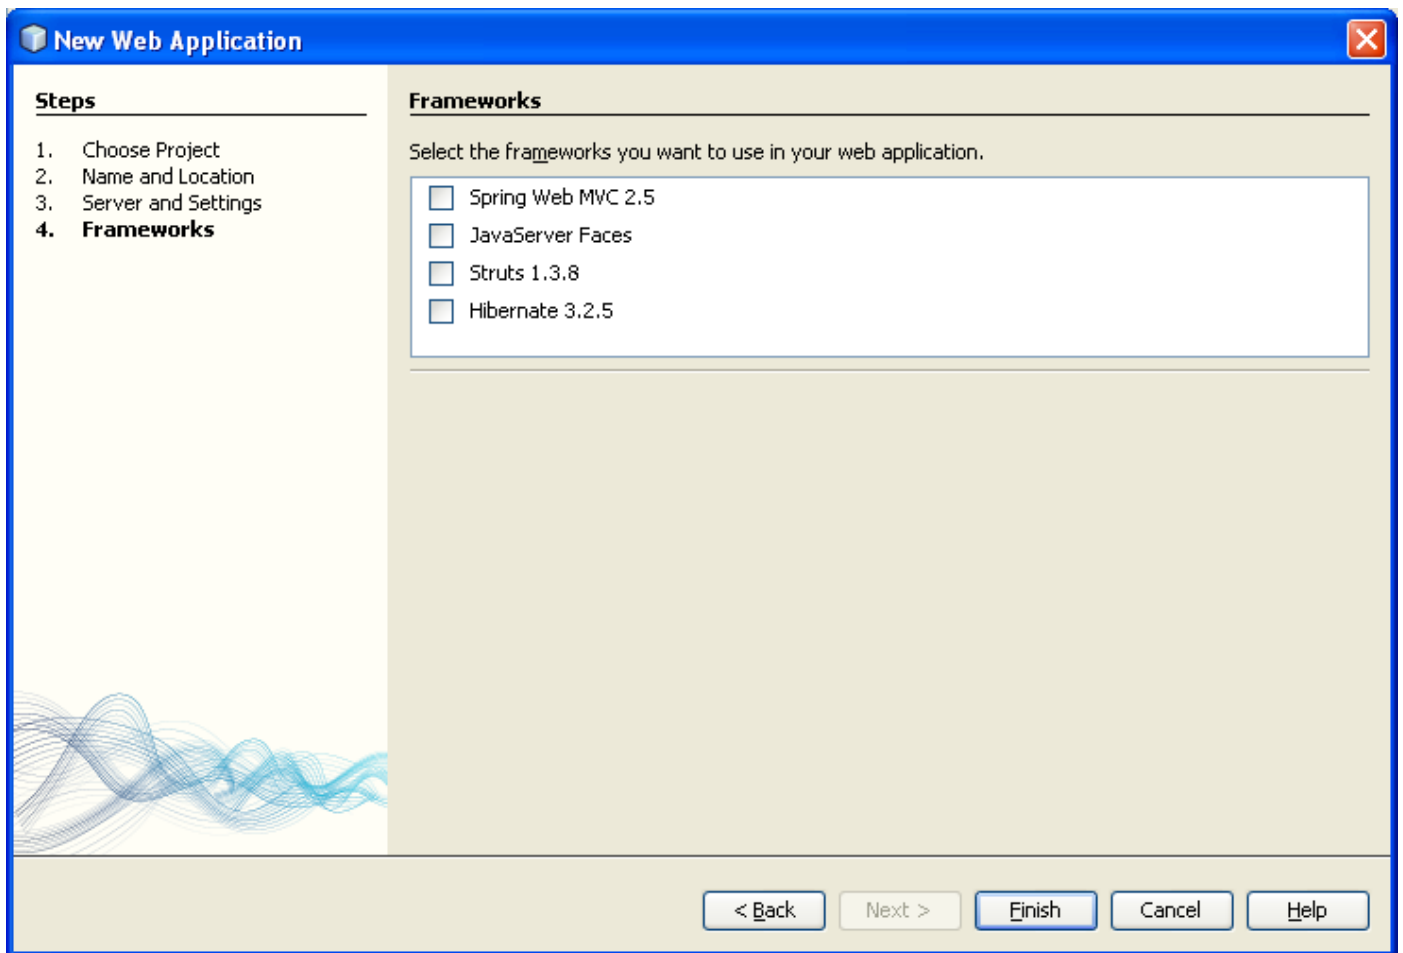 New Web Application
Steps
1. Choose Project
2. Name and Location
3. Server and Settings
4. Frameworks
Frameworks
Select the frameworks you want to use in your web application.
Spring Web MVC 2.5
JavaServer Faces
Struts 1.3.8
Hibernate 3.2.5
< Back Next > Finish Cancel Help